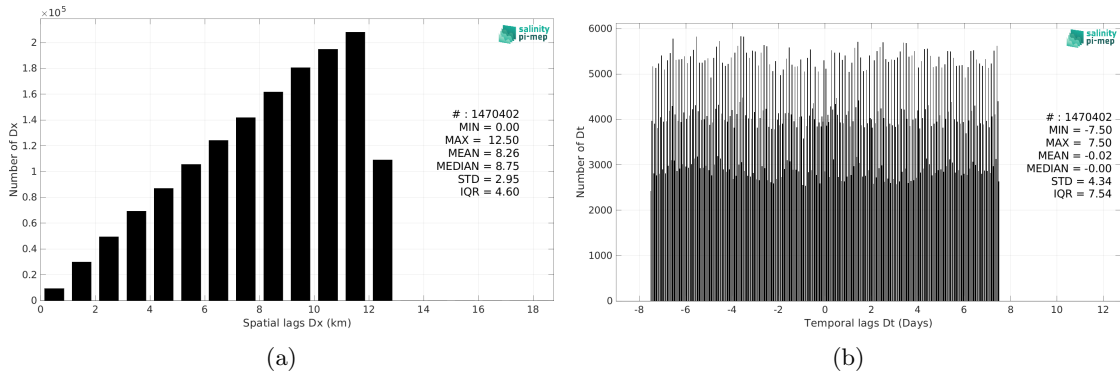 ×10⁵
2
1.8
1.6
1.4
1.2
1
0.8
0.6
0.4
0.2
0
Number of Dx
salinity
pi-mep
# : 1470402
MIN = 0.00
MAX = 12.50
MEAN = 8.26
MEDIAN = 8.75
STD = 2.95
IQR = 4.60
0 2 4 6 8 10 12 14 16 18
Spatial lags Dx (km)
(a)
6000
5000
4000
3000
2000
1000
0
Number of Dt
salinity
pi-mep
# : 1470402
MIN = -7.50
MAX = 7.50
MEAN = -0.02
MEDIAN = -0.00
STD = 4.34
IQR = 7.54
-8 -6 -4 -2 0 2 4 6 8 10 12
Temporal lags Dt (Days)
(b)